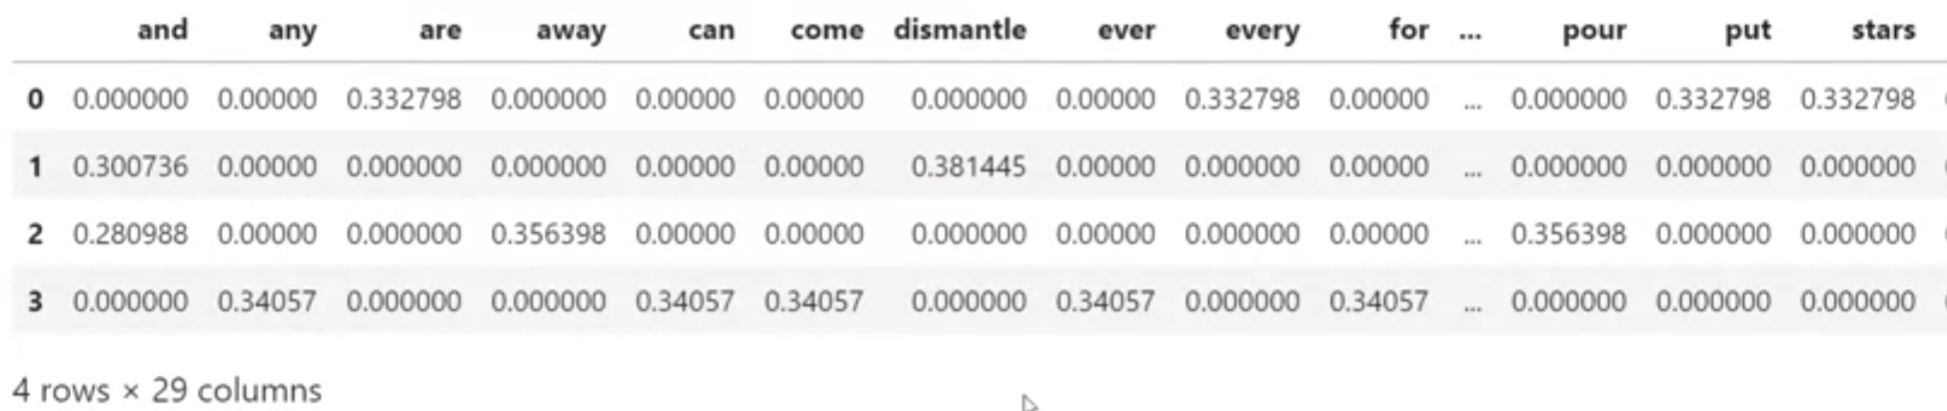 and any are away can come dismantle ever every for ... pour put stars
0 0.000000 0.00000 0.332798 0.000000 0.00000 0.00000 0.000000 0.00000 0.332798 0.00000 ... 0.000000 0.332798 0.332798
1 0.300736 0.00000 0.000000 0.000000 0.00000 0.00000 0.381445 0.00000 0.000000 0.00000 ... 0.000000 0.000000 0.000000
2 0.280988 0.00000 0.000000 0.356398 0.00000 0.00000 0.000000 0.00000 0.000000 0.00000 ... 0.356398 0.000000 0.000000
3 0.000000 0.34057 0.000000 0.000000 0.34057 0.34057 0.000000 0.34057 0.000000 0.34057 ... 0.000000 0.000000 0.000000
4 rows × 29 columns